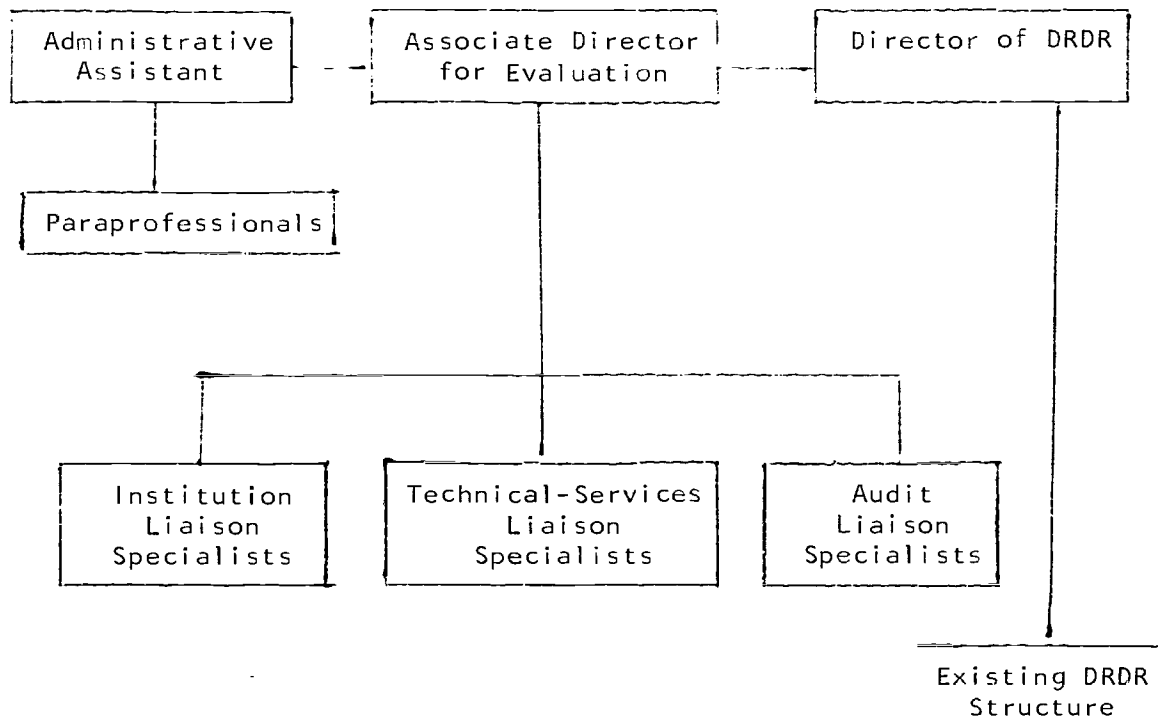 Administrative
Assistant
Associate Director
for Evaluation
Director of DRDR
Paraprofessionals
Institution
Liaison
Specialists
Technical-Services
Liaison
Specialists
Audit
Liaison
Specialists
Existing DRDR
Structure